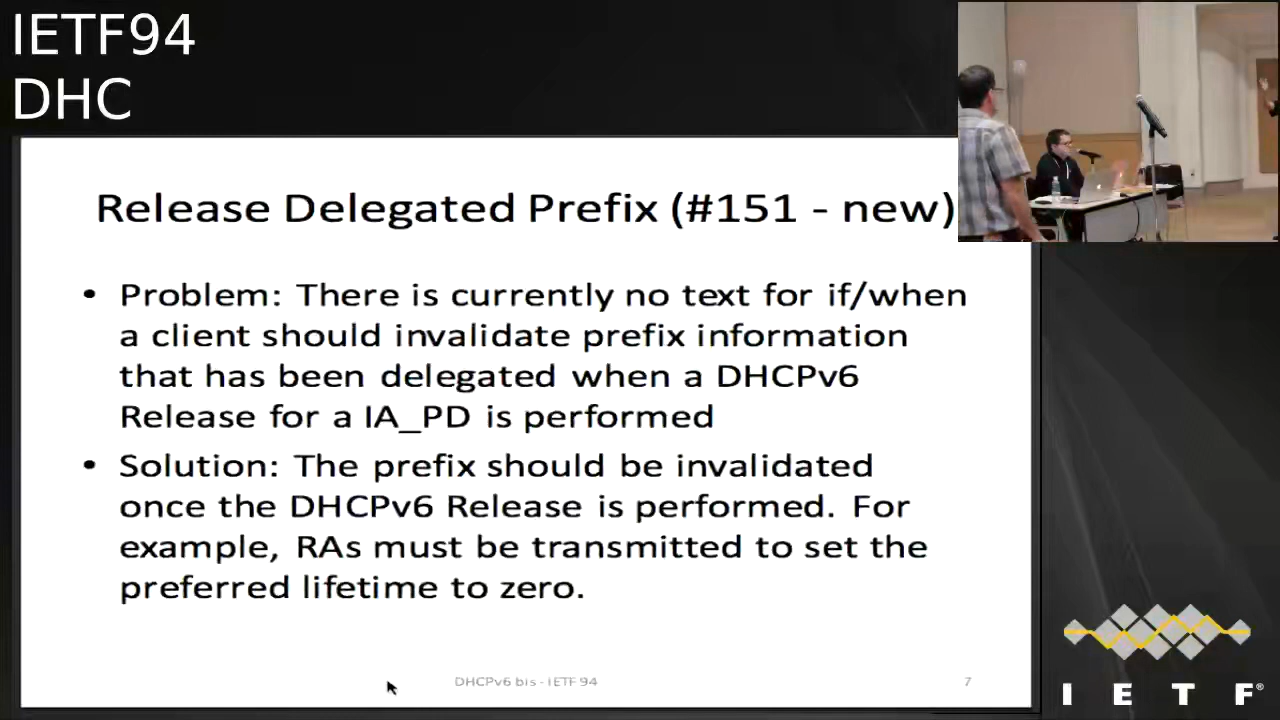 IETF94
DHC
Release Delegated Prefix (#151 - new)
• Problem: There is currently no text for if/when
a client should invalidate prefix information
that has been delegated when a DHCPv6
Release for a IA_PD is performed
• Solution: The prefix should be invalidated
once the DHCPv6 Release is performed. For
example, RAs must be transmitted to set the
preferred lifetime to zero.
DHCPv6 bis - IETF 94
7
I E T F®